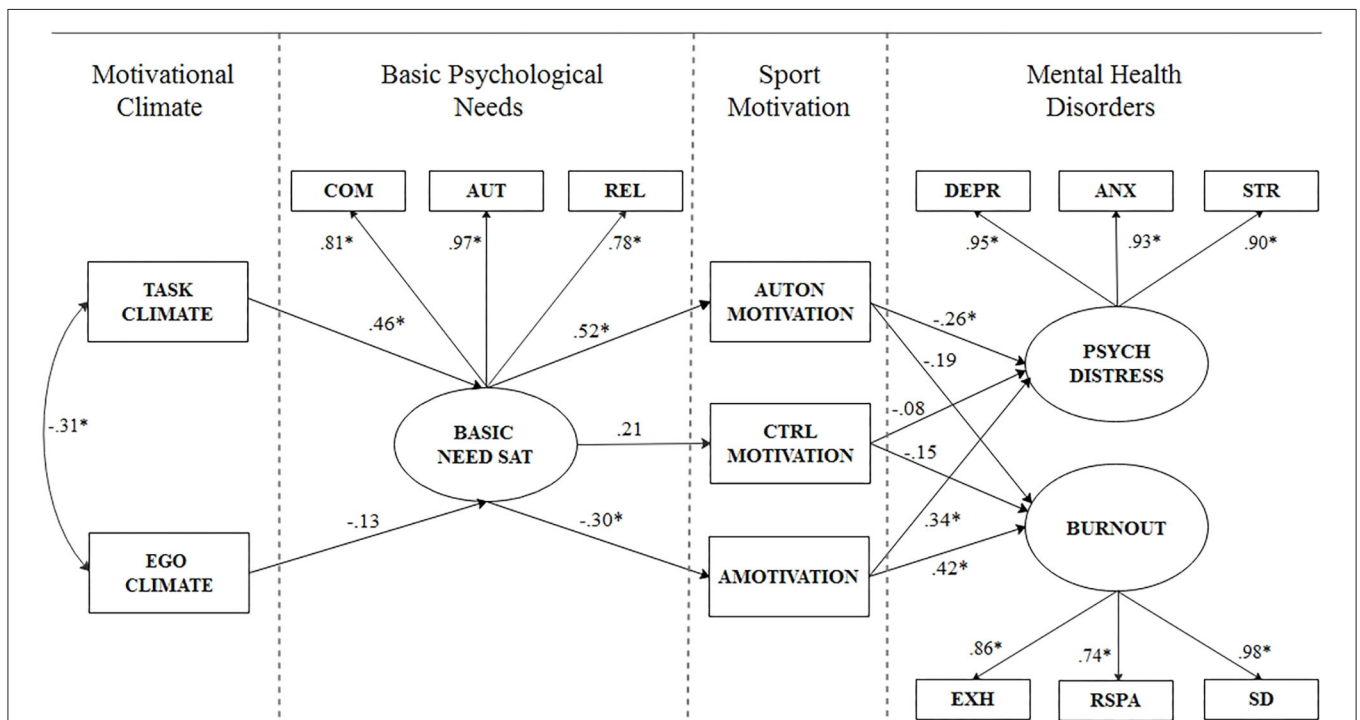 Motivational
Climate
Basic Psychological
Needs
Sport
Motivation
Mental Health
Disorders
COM
AUT
REL
DEPR
ANX
STR
.81*
.97*
.78*
.95*
.93*
.90*
TASK
CLIMATE
.46*
.52*
AUTON
MOTIVATION
-.26*
-.19
PSYCH
DISTRESS
-.31*
BASIC
NEED SAT
.21
CTRL
MOTIVATION
-.08
-.15
EGO
CLIMATE
-.13
-.30*
AMOTIVATION
.34*
.42*
BURNOUT
.86*
.74*
.98*
EXH
RSPA
SD